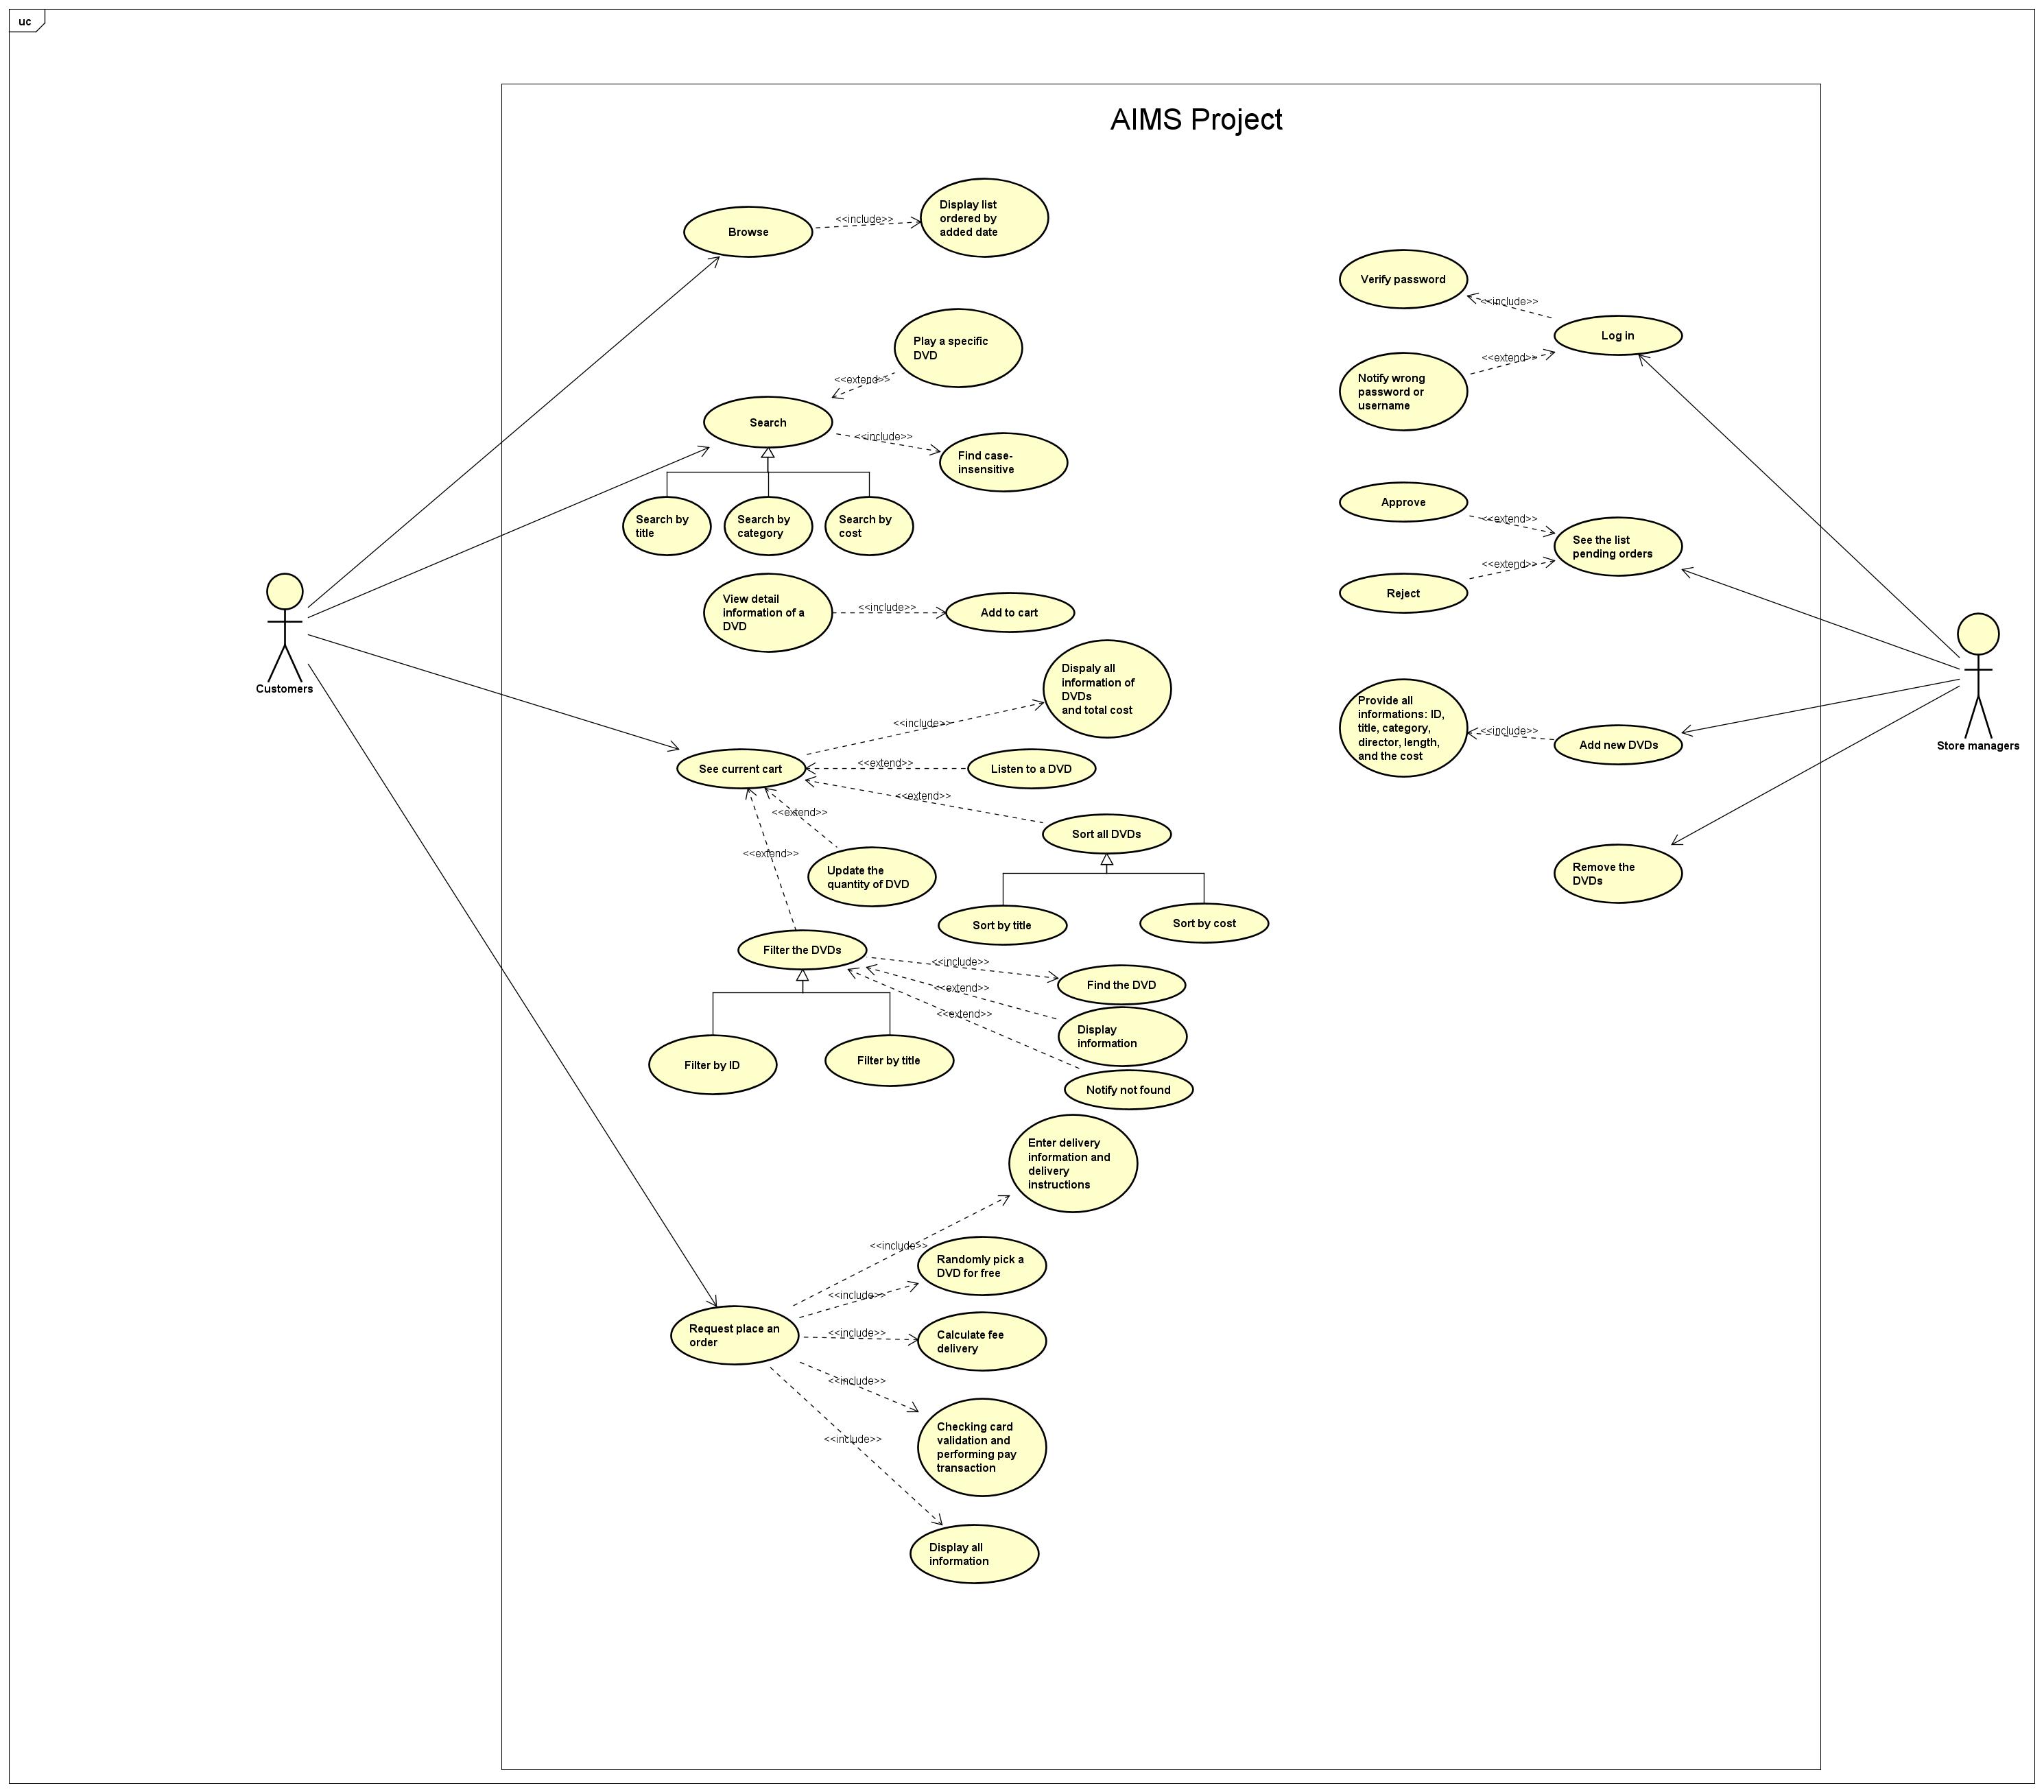 uc
AIMS Project
Browse
<<include>>
Display list
ordered by
added date
Play a specific
DVD
<<extend>>
Search
<<include>>
Find case-
insensitive
Search by
title
Search by
category
Search by
cost
View detail
information of a
DVD
<<include>>
Add to cart
Customers
Dispaly all
information of
DVDs
and total cost
<<include>>
See current cart
<<extend>>
Listen to a DVD
<<extend>>
Sort all DVDs
<<extend>>
<<extend>>
Update the
quantity of DVD
Sort by title
Sort by cost
Filter the DVDs
<<include>>
Find the DVD
<<extend>>
Display
information
<<extend>>
Notify not found
Filter by ID
Filter by title
Enter delivery
information and
delivery
instructions
<<include>>
Randomly pick a
DVD for free
<<include>>
Request place an
order
<<include>>
Calculate fee
delivery
<<include>>
Checking card
validation and
performing pay
transaction
<<include>>
Display all
information
Verify password
<<include>>
Log in
<<extend>>
Notify wrong
password or
username
Approve
<<extend>>
See the list
pending orders
<<extend>>
Reject
Provide all
informations: ID,
title, category,
director, length,
and the cost
<<include>>
Add new DVDs
Store managers
Remove the
DVDs